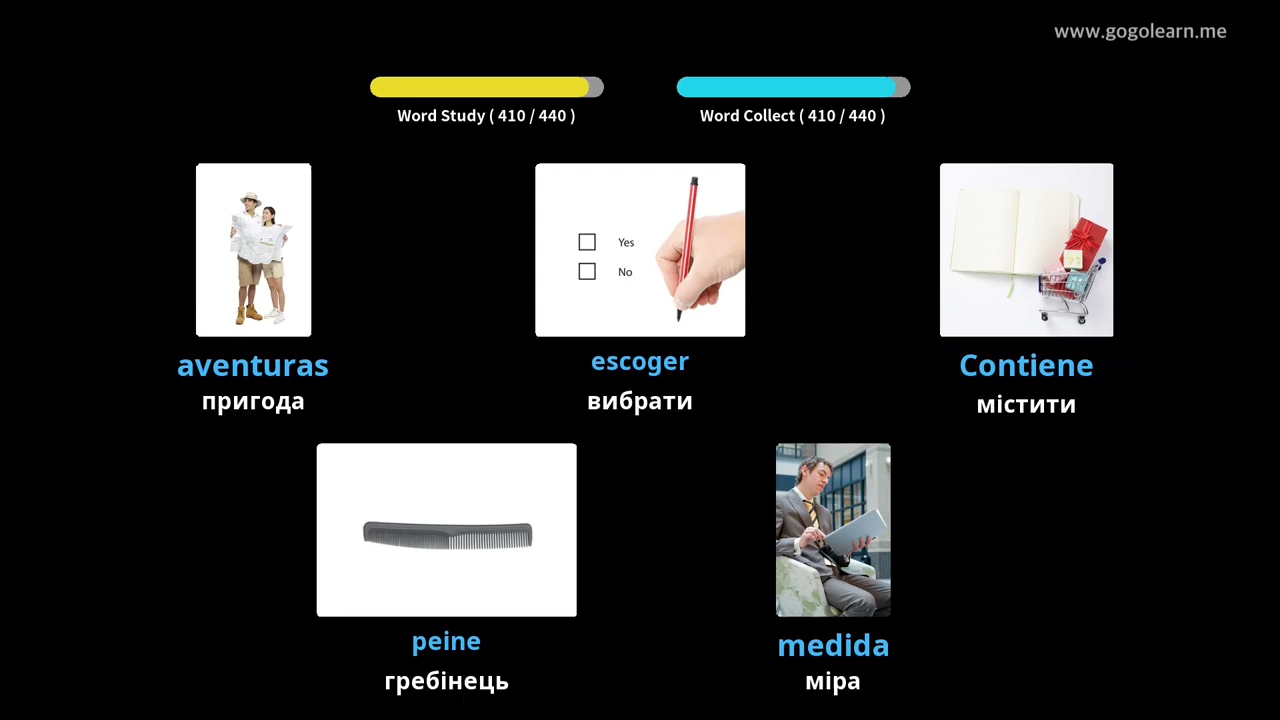 www.gogolearn.me
Word Study ( 410 / 440 )
Word Collect ( 410 / 440 )
Yes
No
aventuras
пригода
escoger
вибрати
Contiene
містити
peine
гребінець
medida
міра